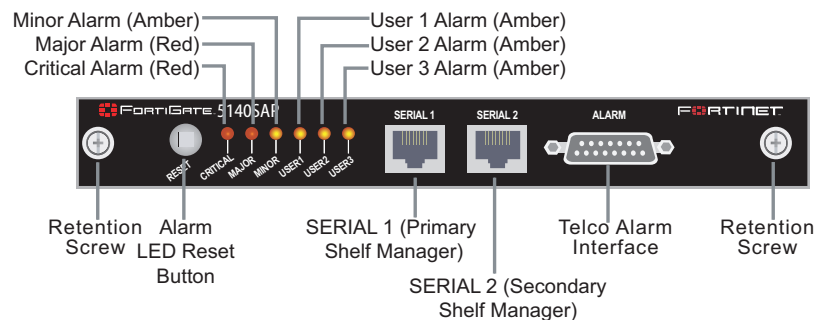 Minor Alarm (Amber)
Major Alarm (Red)
Critical Alarm (Red)
User 1 Alarm (Amber)
User 2 Alarm (Amber)
User 3 Alarm (Amber)
FORTIGATE 5140SAP
SERIAL 1
SERIAL 2
ALARM
FORTINET
RESET
CRITICAL
MAJOR
MINOR
USER1
USER2
USER3
Retention
Screw
Alarm
LED Reset
Button
SERIAL 1 (Primary
Shelf Manager)
SERIAL 2 (Secondary
Shelf Manager)
Telco Alarm
Interface
Retention
Screw